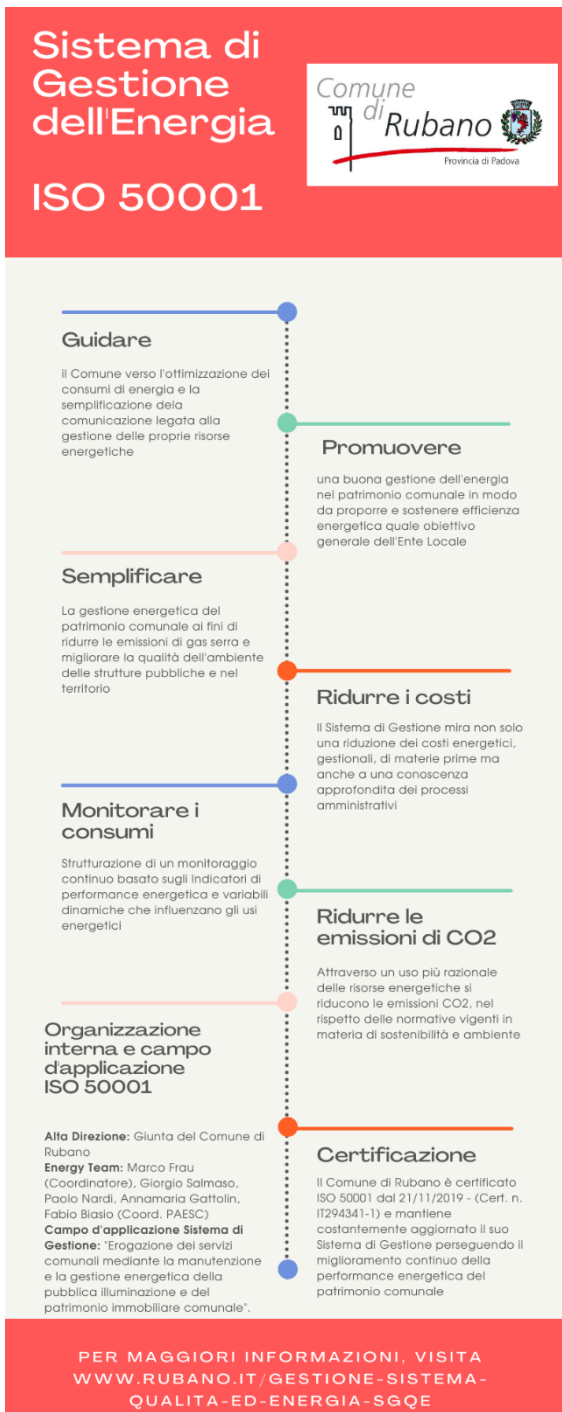 Sistema di
Gestione
dell'Energia
ISO 50001
Comune
di
Rubano
Provincia di Padova
Guidare
il Comune verso l'ottimizzazione dei
consumi di energia e la
semplificazione dela
comunicazione legata alla
gestione delle proprie risorse
energetiche
Promuovere
una buona gestione dell'energia
nel patrimonio comunale in modo
da proporre e sostenere efficienza
energetica quale obiettivo
generale dell'Ente Locale
Semplificare
La gestione energetica del
patrimonio comunale ai fini di
ridurre le emissioni di gas serra e
migliorare la qualità dell'ambiente
delle strutture pubbliche e nel
territorio
Ridurre i costi
Il Sistema di Gestione mira non solo
una riduzione dei costi energetici,
gestionali, di materie prime ma
anche a una conoscenza
approfondita dei processi
amministrativi
Monitorare i
consumi
Strutturazione di un monitoraggio
continuo basato sugli Indicatori di
performance energetica e variabili
dinamiche che influenzano gli usi
energetici
Ridurre le
emissioni di CO2
Attraverso un uso più razionale
delle risorse energetiche si
riducono le emissioni CO2, nel
rispetto delle normative vigenti in
materia di sostenibilità e ambiente
Organizzazione
interna e campo
d'applicazione
ISO 50001
Alta Direzione: Giunta del Comune di
Rubano
Energy Team: Marco Frau
(Coordinatore), Giorgio Salmaso,
Paolo Nardi, Annamaria Gattolin,
Fabio Biasio (Coord. PAESC)
Campo d'applicazione Sistema di
Gestione: "Erogazione dei servizi
comunali mediante la manutenzione
e la gestione energetica della
pubblica illuminazione e del
patrimonio immobiliare comunale".
Certificazione
Il Comune di Rubano è certificato
ISO 50001 dal 21/11/2019 - (Cert. n.
IT294341-1) e mantiene
costantemente aggiornato il suo
Sistema di Gestione perseguendo il
miglioramento continuo della
performance energetica del
patrimonio comunale
PER MAGGIORI INFORMAZIONI, VISITA
WWW.RUBANO.IT/GESTIONE-SISTEMA-
QUALITA-ED-ENERGIA-SGQE